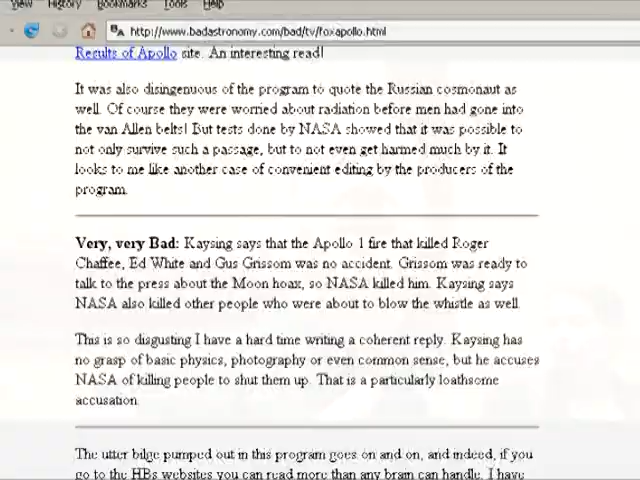 View History Bookmarks Tools Help
http://www.badastronomy.com/bad/tv/foxapollo.html
Results of Apollo site. An interesting read!
It was also disingenuous of the program to quote the Russian cosmonaut as
well. Of course they were worried about radiation before men had gone into
the van Allen belts! But tests done by NASA showed that it was possible to
not only survive such a passage, but to not even get harmed much by it. It
looks to me like another case of convenient editing by the producers of the
program.
Very, very Bad: Kaysing says that the Apollo 1 fire that killed Roger
Chaffee, Ed White and Gus Grissom was no accident. Grissom was ready to
talk to the press about the Moon hoax, so NASA killed him. Kaysing says
NASA also killed other people who were about to blow the whistle as well.
This is so disgusting I have a hard time writing a coherent reply. Kaysing has
no grasp of basic physics, photography or even common sense, but he accuses
NASA of killing people to shut them up. That is a particularly loathsome
accusation.
The utter bilge pumped out in this program goes on and on, and indeed, if you
go to the HBs websites you can read more than any brain can handle. I have